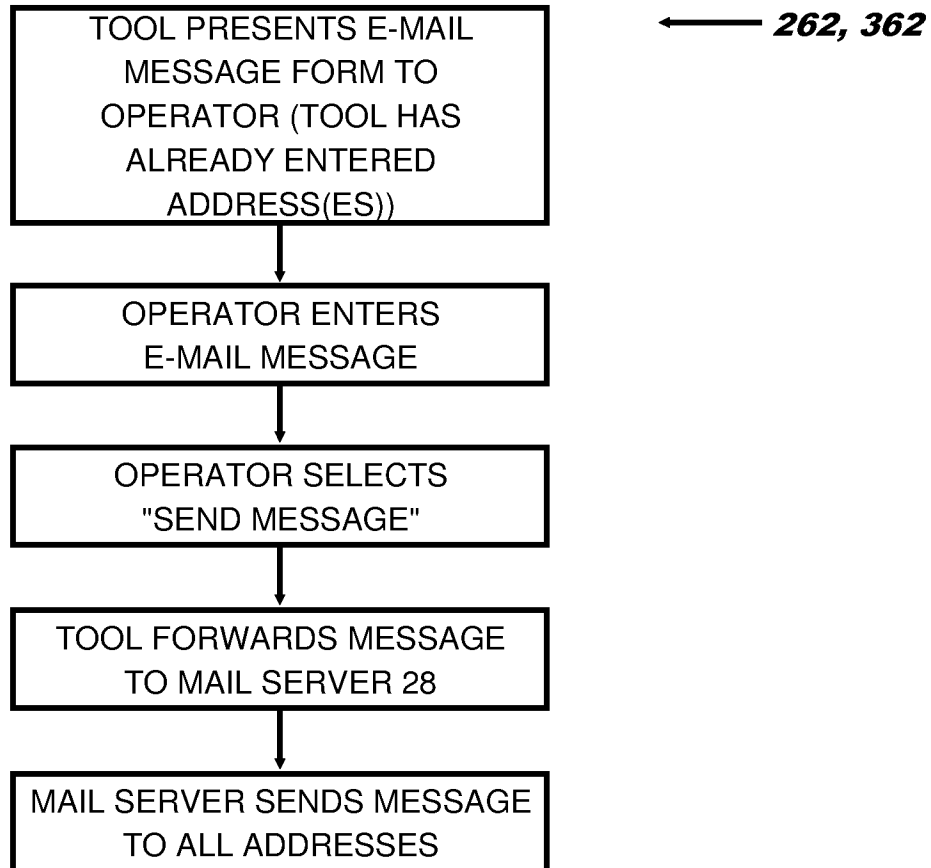 TOOL PRESENTS E-MAIL
MESSAGE FORM TO
OPERATOR (TOOL HAS
ALREADY ENTERED
ADDRESS(ES))
262, 362
OPERATOR ENTERS
E-MAIL MESSAGE
OPERATOR SELECTS
"SEND MESSAGE"
TOOL FORWARDS MESSAGE
TO MAIL SERVER 28
MAIL SERVER SENDS MESSAGE
TO ALL ADDRESSES